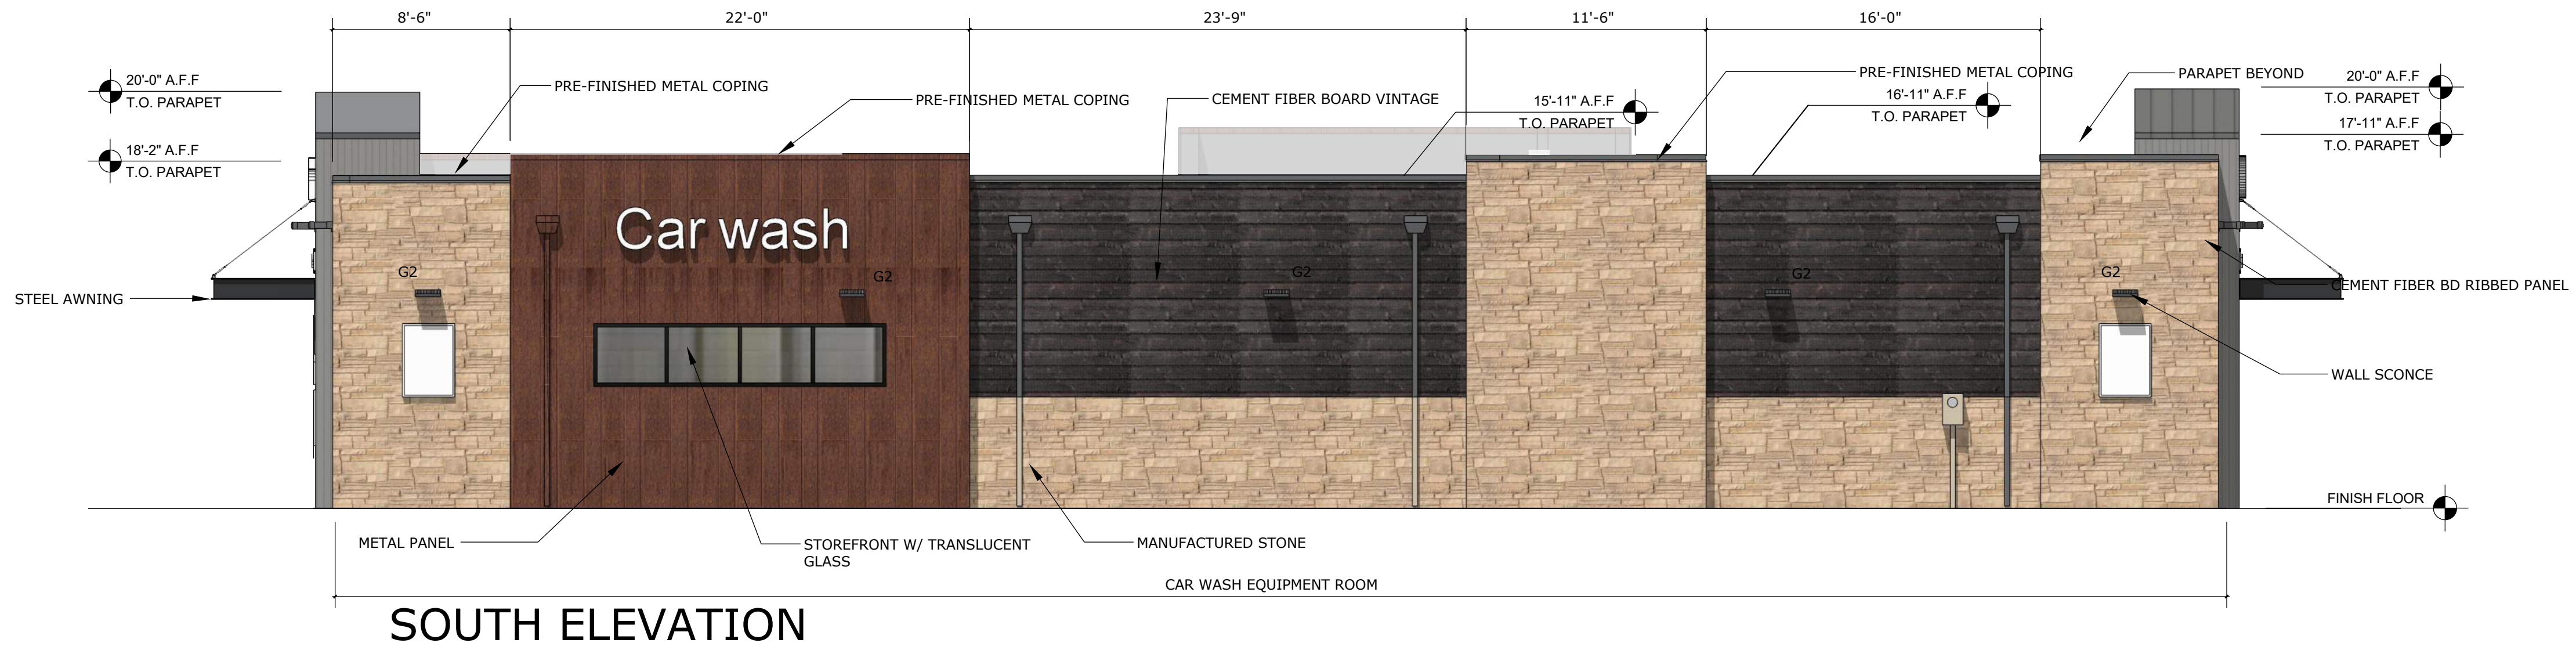 8'-6"
22'-0"
23'-9"
11'-6"
16'-0"
20'-0" A.F.F
T.O. PARAPET
18'-2" A.F.F
T.O. PARAPET
PRE-FINISHED METAL COPING
PRE-FINISHED METAL COPING
CEMENT FIBER BOARD VINTAGE
15'-11" A.F.F
T.O. PARAPET
PRE-FINISHED METAL COPING
16'-11" A.F.F
T.O. PARAPET
PARAPET BEYOND
20'-0" A.F.F
T.O. PARAPET
17'-11" A.F.F
T.O. PARAPET
Car wash
G2
G2
G2
G2
G2
STEEL AWNING
CEMENT FIBER BD RIBBED PANEL
WALL SCONCE
FINISH FLOOR
METAL PANEL
STOREFRONT W/ TRANSLUCENT
GLASS
MANUFACTURED STONE
CAR WASH EQUIPMENT ROOM
SOUTH ELEVATION